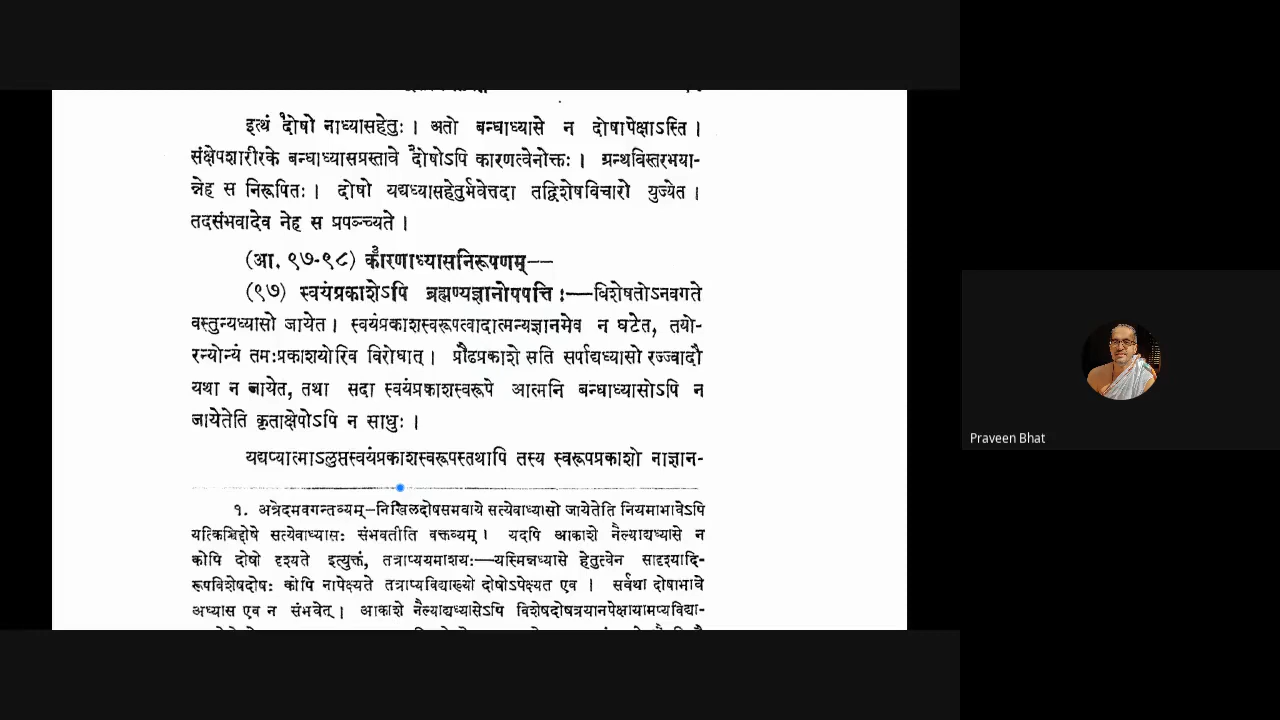 इत्थं दोषो नाध्यासहेतुः । अतो बन्धाध्यासे न दोषापेक्षाऽस्ति ।
संक्षेपशारीरके बन्धाध्यासप्रस्तावे दोषोऽपि कारणत्वेनोक्तः । ग्रन्थविस्तरभया-
न्नेह स निरूपितः । दोषो यद्यध्यासहेतुर्भवेत्तदा तद्विशेषविचारो युज्येत ।
तदसंभवादेव नेह स प्रपञ्च्यते ।
(आ. ९७-९८) कारणाध्यासनिरूपणम्—
(९७) स्वयंप्रकाशेऽपि ब्रह्मण्यज्ञानोपपत्तिः—विशेषतोऽनवगते
वस्तुन्यध्यासो जायेत । स्वयंप्रकाशस्वरूपत्वादात्मन्यज्ञानमेव न घटेत, तयो-
रन्योन्यं तमःप्रकाशयोरिव विरोधात् । प्रौढप्रकाशे सति सर्पाद्यध्यासो रज्ज्वादौ
यथा न जायेत, तथा सदा स्वयंप्रकाशस्वरूपे आत्मनि बन्धाध्यासोऽपि न
जायेतेति कृताक्षेपोऽपि न साधुः ।
यद्यप्यात्माऽलुप्तस्वयंप्रकाशस्वरूपस्तथापि तस्य स्वरूपप्रकाशो नाज्ञान-
१. अत्रेदमवगन्तव्यम्—निखिलदोषसमवाये सत्येवाध्यासो जायेतेति नियमाभावेऽपि
यत्किञ्चिद्दोषे सत्येवाध्यासः संभवतीति वक्तव्यम् । यदपि आकाशे नैल्याद्यध्यासे न
कोपि दोषो दृश्यते इत्युक्तं, तत्राप्ययमाशयः—यस्मिन्नध्यासे हेतुत्वेन सादृश्यादि-
रूपविशेषदोषः कोपि नापेक्ष्यते तत्राप्यविद्याख्यो दोषोऽपेक्ष्यत एव । सर्वथा दोषाभावे
अध्यास एव न संभवेत् । आकाशे नैल्याद्यध्यासेऽपि विशेषदोषत्रयानपेक्षायामप्यविद्या-
Praveen Bhat